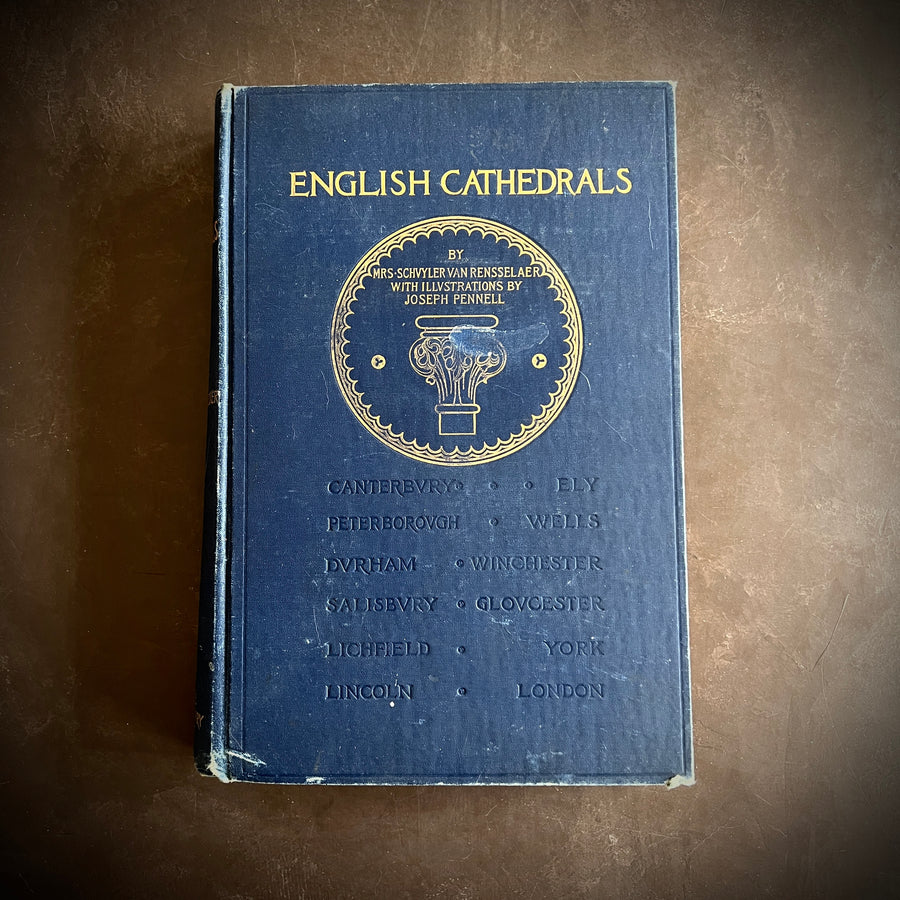 ENGLISH CATHEDRALS
BY
MRS·SCHVYLER VAN RENSSELAER
WITH ILLVSTRATIONS BY
JOSEPH PENNELL
CANTERBVRY ELY
PETERBOROVGH WELLS
DVRHAM WINCHESTER
SALISBVRY GLOVCESTER
LICHFIELD YORK
LINCOLN LONDON